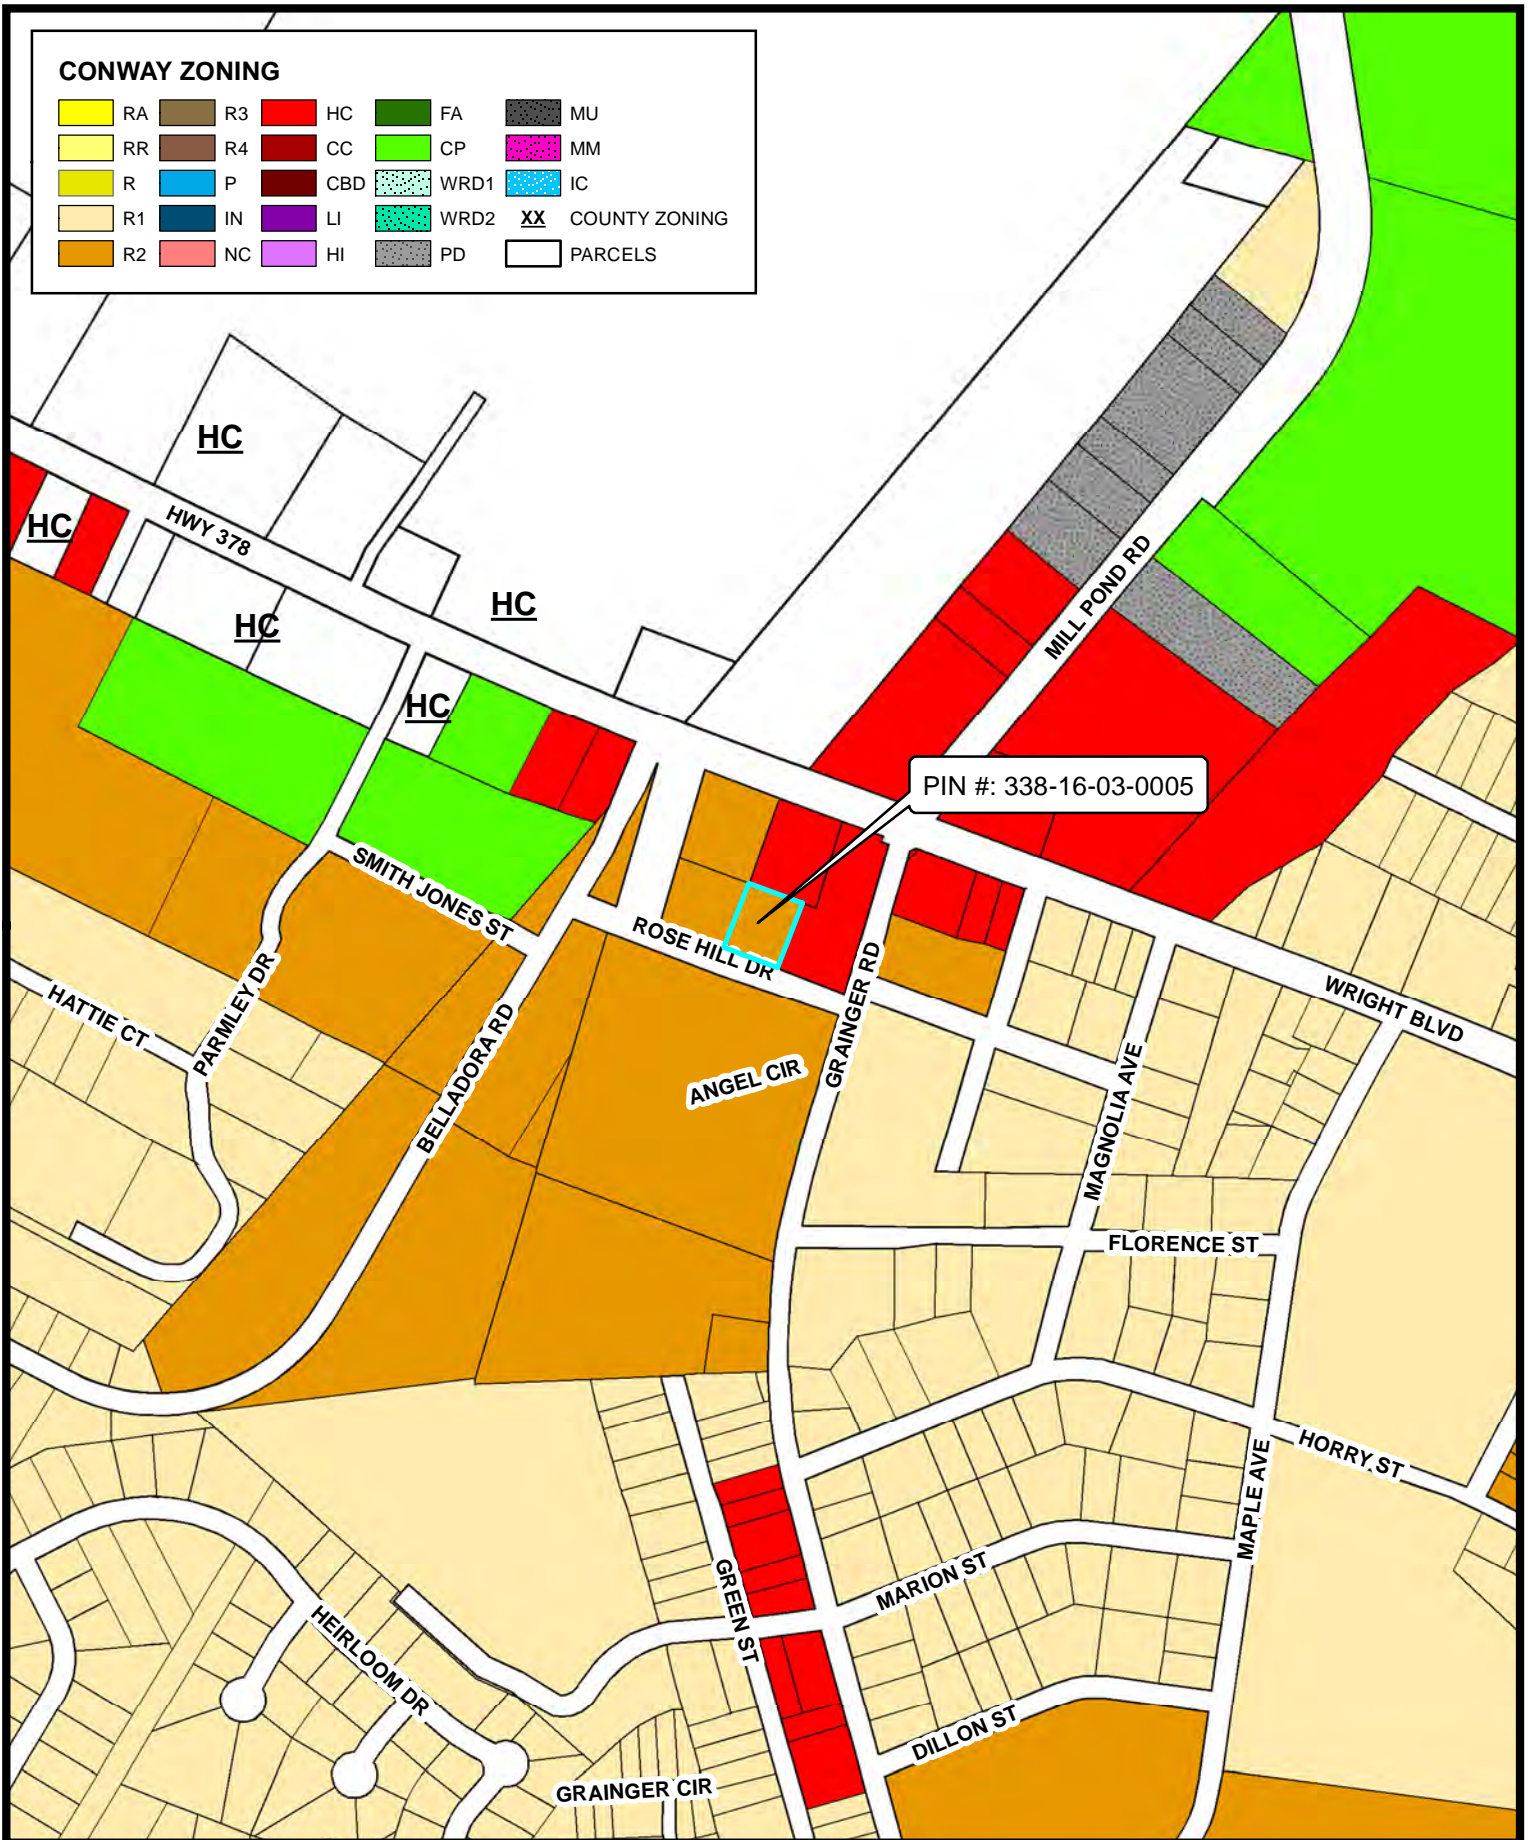 CONWAY ZONING
RA R3 HC FA MU
RR R4 CC CP MM
R P CBD WRD1 IC
R1 IN LI WRD2 XX COUNTY ZONING
R2 NC HI PD PARCELS
HC
HC
HWY 378
HC
HC
HC
MILL POND RD
PIN #: 338-16-03-0005
SMITH JONES ST
ROSE HILL DR
GRAINGER RD
WRIGHT BLVD
HATTIE CT
PARMLEY DR
BELLADORA RD
ANGEL CIR
MAGNOLIA AVE
FLORENCE ST
HORRY ST
MAPLE AVE
MARION ST
GREEN ST
HEIRLOOM DR
DILLON ST
GRAINGER CIR